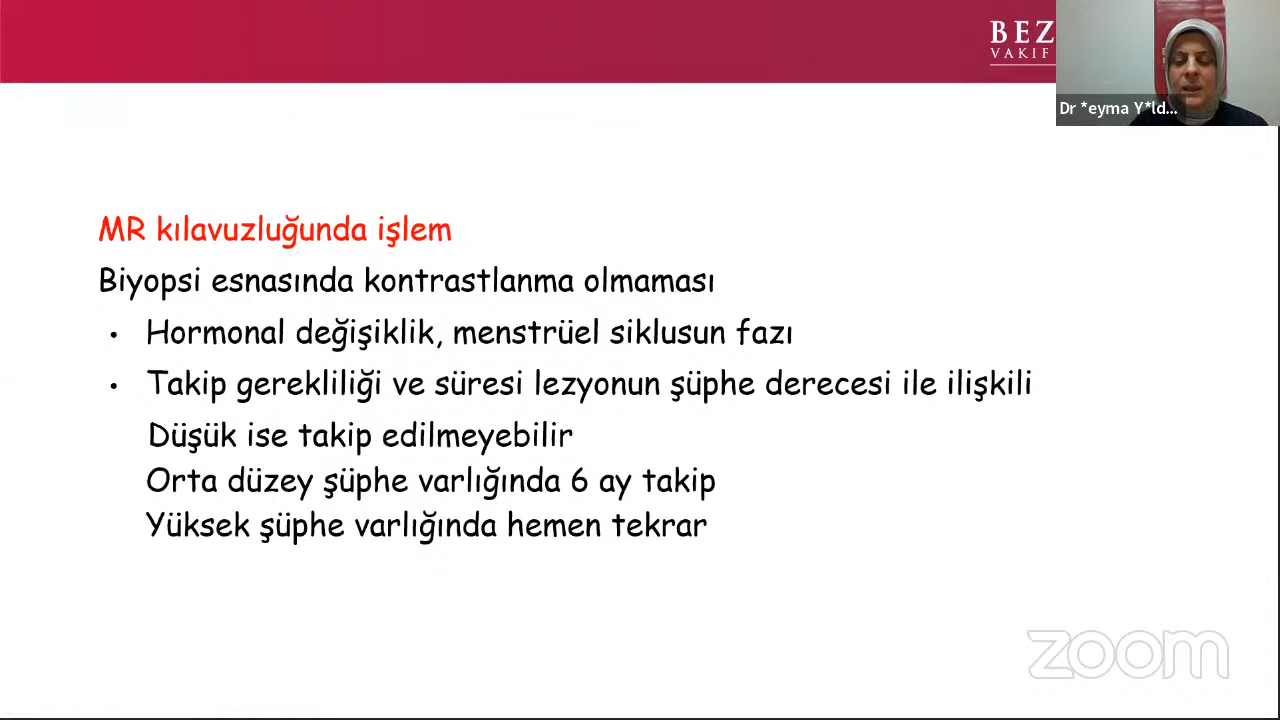 BEZ
VAKIF
Dr *eyma Y*ld...
MR kılavuzluğunda işlem
Biyopsi esnasında kontrastlanma olmaması
• Hormonal değişiklik, menstrüel siklusun fazı
• Takip gerekliliği ve süresi lezyonun şüphe derecesi ile ilişkili
Düşük ise takip edilmeyebilir
Orta düzey şüphe varlığında 6 ay takip
Yüksek şüphe varlığında hemen tekrar
zoom